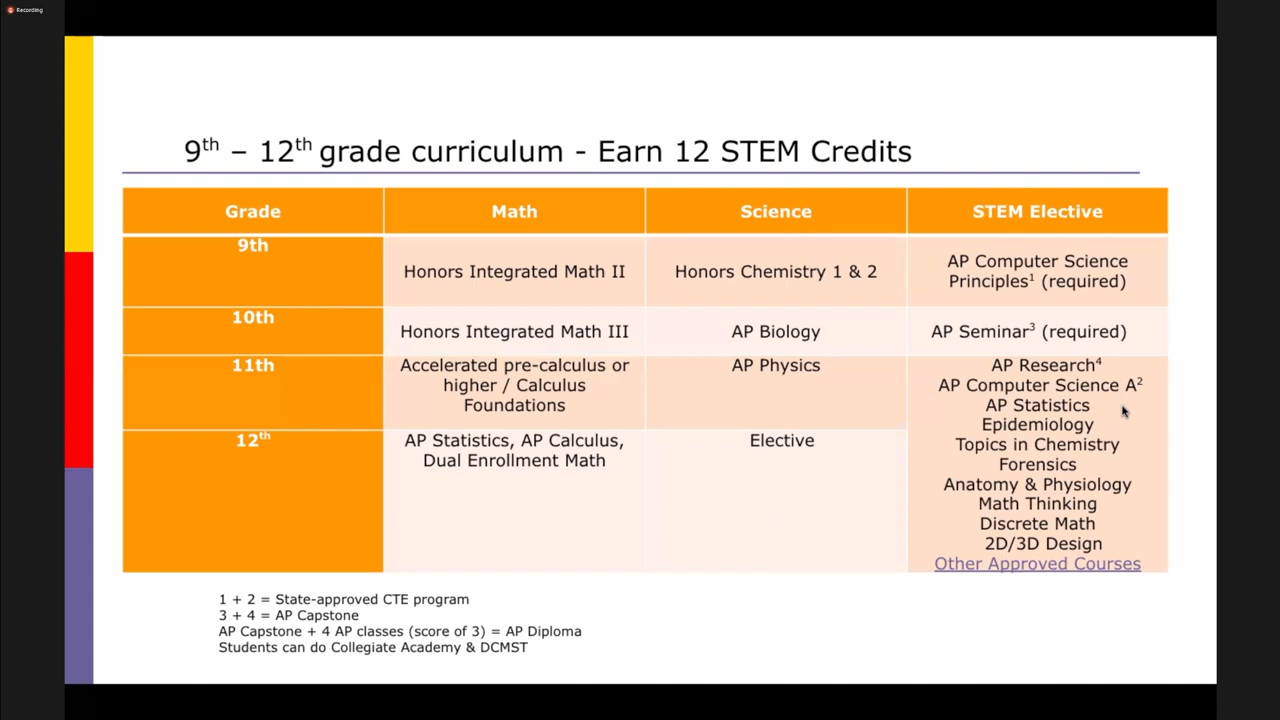 Recording
9th – 12th grade curriculum - Earn 12 STEM Credits
Grade
Math
Science
STEM Elective
9th
Honors Integrated Math II
Honors Chemistry 1 & 2
AP Computer Science
Principles1 (required)
10th
Honors Integrated Math III
AP Biology
AP Seminar3 (required)
11th
Accelerated pre-calculus or
higher / Calculus
Foundations
AP Physics
AP Research4
AP Computer Science A2
AP Statistics
Epidemiology
Topics in Chemistry
Forensics
Anatomy & Physiology
Math Thinking
Discrete Math
2D/3D Design
Other Approved Courses
12th
AP Statistics, AP Calculus,
Dual Enrollment Math
Elective
1 + 2 = State-approved CTE program
3 + 4 = AP Capstone
AP Capstone + 4 AP classes (score of 3) = AP Diploma
Students can do Collegiate Academy & DCMST